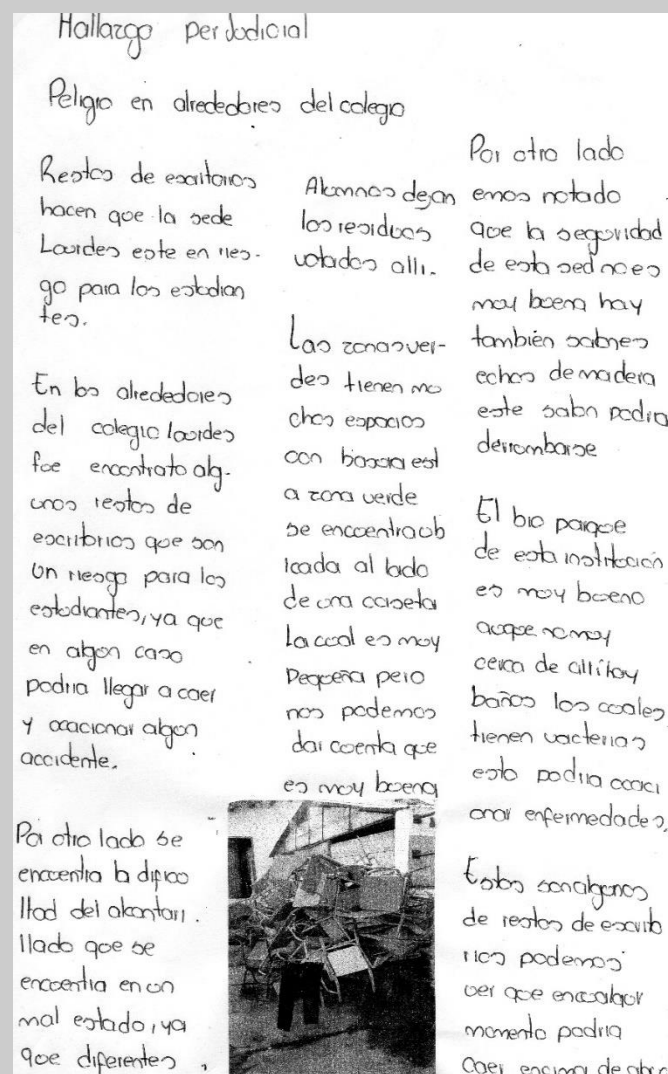 Hallazgo perJudicial
Peligro en alrededores del colegio
Restos de escritorios
hacen que la sede
Lourdes este en ries-
go para los estudian
tes.
En los alrededores
del colegio lourdes
fue encontrato alg-
unos restos de
escritorios que son
un riesgo para los
estudiantes, ya que
en algun caso
podria llegar a caer
y ocacionar algun
accidente.
Por otro lado se
encuentra la dificu
ltad del alcantari.
llado que se
encuentra en un
mal estado, ya
que diferentes
Alumnos dejan
los residuos
votados alli.
Las zonas ver-
des tienen mu
chos espacios
con basura est
a zona verde
se encuentra ub
icada al lado
de una caseta
La cual es muy
Pequeña pero
nos podemos
dar cuenta que
es muy buena
Por otro lado
emos notado
que la seguridad
de esta sed no es
muy buena hay
también salones
echos de madera
este salon podria
derrumbarse
El bio parque
de esta institucion
es muy bueno
cerca de alli hay
baños los cuales
tienen vacterias
esto podria ocaci
onar enfermedades.
Estos son algunos
de restos de escrito
rios podemos
ver que en cualqur
momento podria
caer encima de